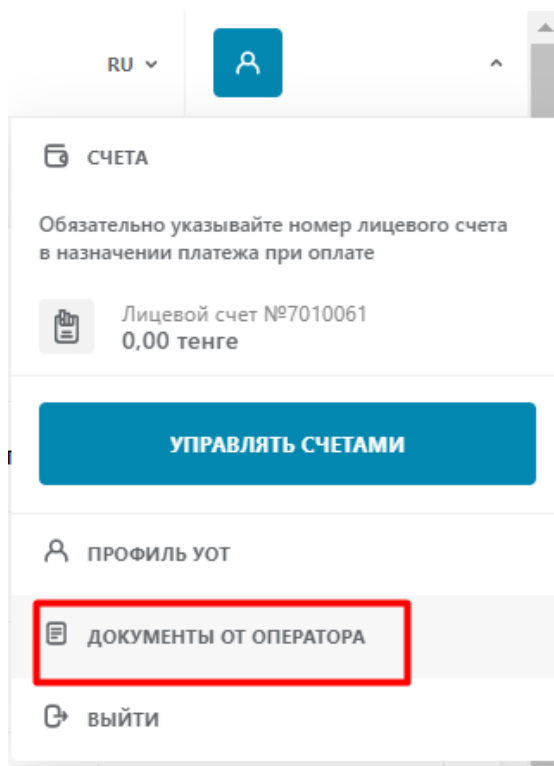 RU
СЧЕТА
Обязательно указывайте номер лицевого счета
в назначении платежа при оплате
Лицевой счет №7010061
0,00 тенге
УПРАВЛЯТЬ СЧЕТАМИ
ПРОФИЛЬ УОТ
ДОКУМЕНТЫ ОТ ОПЕРАТОРА
ВЫЙТИ